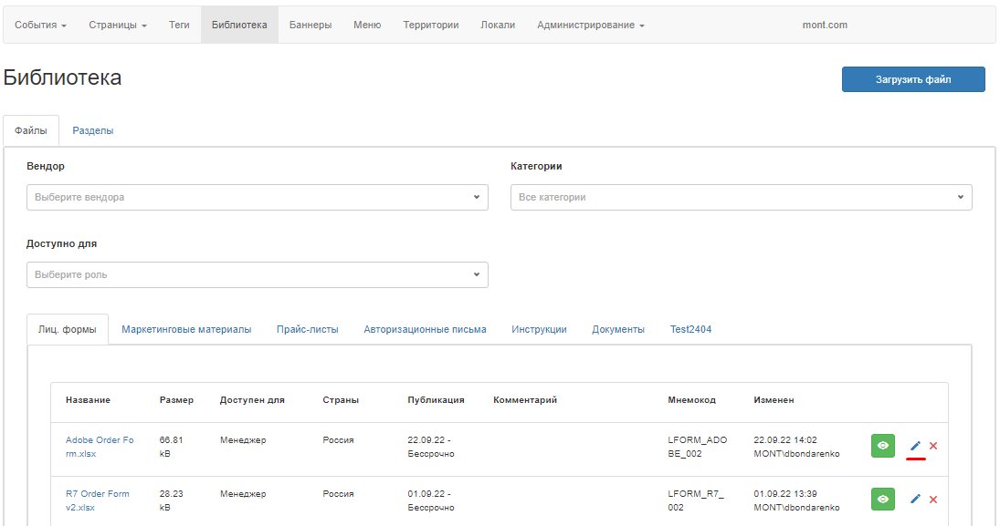 События Страницы Теги Библиотека Баннеры Меню Территории Локали Администрирование mont.com
Библиотека
Загрузить файл
Файлы Разделы
Вендор Категории
Выберите вендора Все категории
Доступно для
Выберите роль
Лиц. формы Маркетинговые материалы Прайс-листы Авторизационные письма Инструкции Документы Test2404
Название Размер Доступен для Страны Публикация Комментарий Мнемокод Изменен
Adobe Order Fo 66.81 Менеджер Россия 22.09.22 - LFORM_ADO 22.09.22 14:02
rm.xlsx kB Бессрочно BE_002 MONT\dbondarenko
R7 Order Form 28.23 Менеджер Россия 01.09.22 - LFORM_R7_ 01.09.22 13:39
v2.xlsx kB Бессрочно 002 MONT\dbondarenko